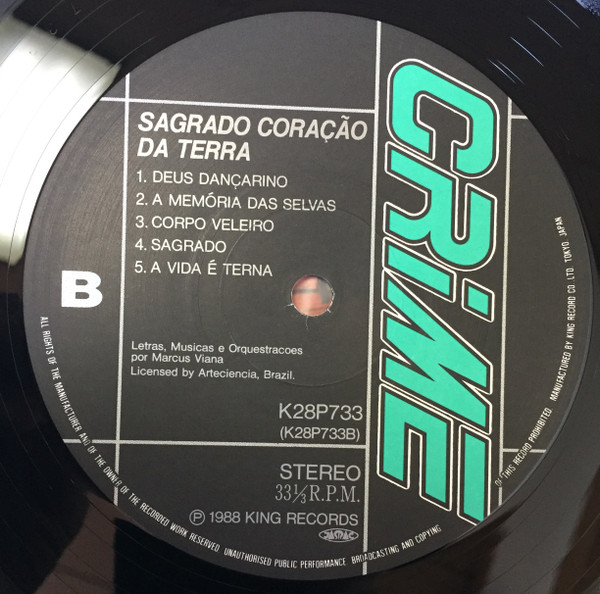 SAGRADO CORAÇÃO
DA TERRA
1. DEUS DANÇARINO
2. A MEMÓRIA DAS SELVAS
3. CORPO VELEIRO
4. SAGRADO
5. A VIDA É TERNA
B
Letras, Musicas e Orquestracoes
por Marcus Viana
Licensed by Arteciencia, Brazil.
K28P733
(K28P733B)
STEREO
33⅓ R.P.M.
℗ 1988 KING RECORDS
JASRAC
CRiME
ALL RIGHTS OF THE MANUFACTURER AND OF THE OWNER OF THE RECORDED WORK RESERVED. UNAUTHORISED PUBLIC PERFORMANCE BROADCASTING AND COPYING OF THIS RECORD PROHIBITED. MANUFACTURED BY KING RECORD CO. LTD. TOKYO. JAPAN